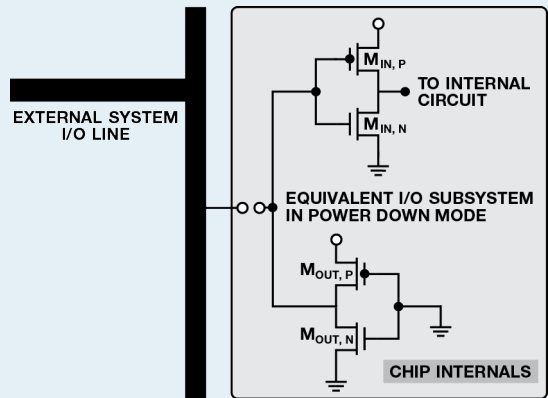 M IN, P
TO INTERNAL
CIRCUIT
M IN, N
EXTERNAL SYSTEM
I/O LINE
EQUIVALENT I/O SUBSYSTEM
IN POWER DOWN MODE
M OUT, P
M OUT, N
CHIP INTERNALS